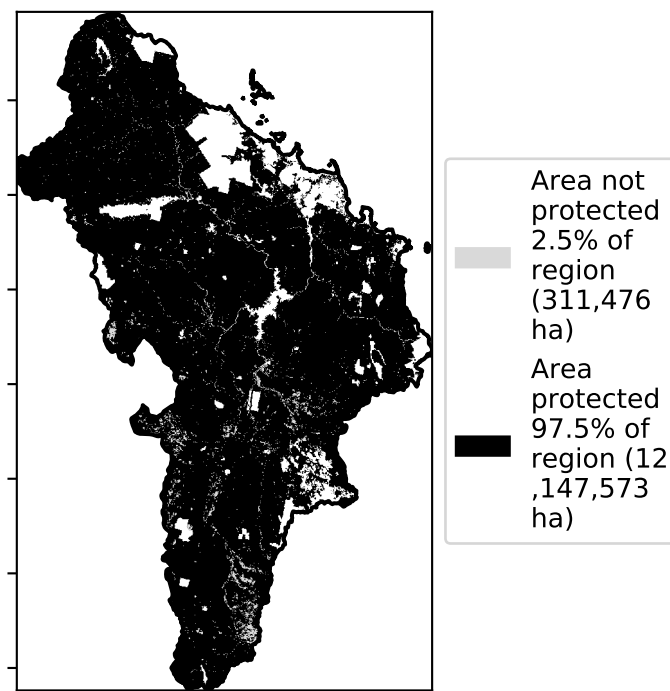 Area not
protected
2.5% of
region
(311,476
ha)
Area
protected
97.5% of
region (12
,147,573
ha)